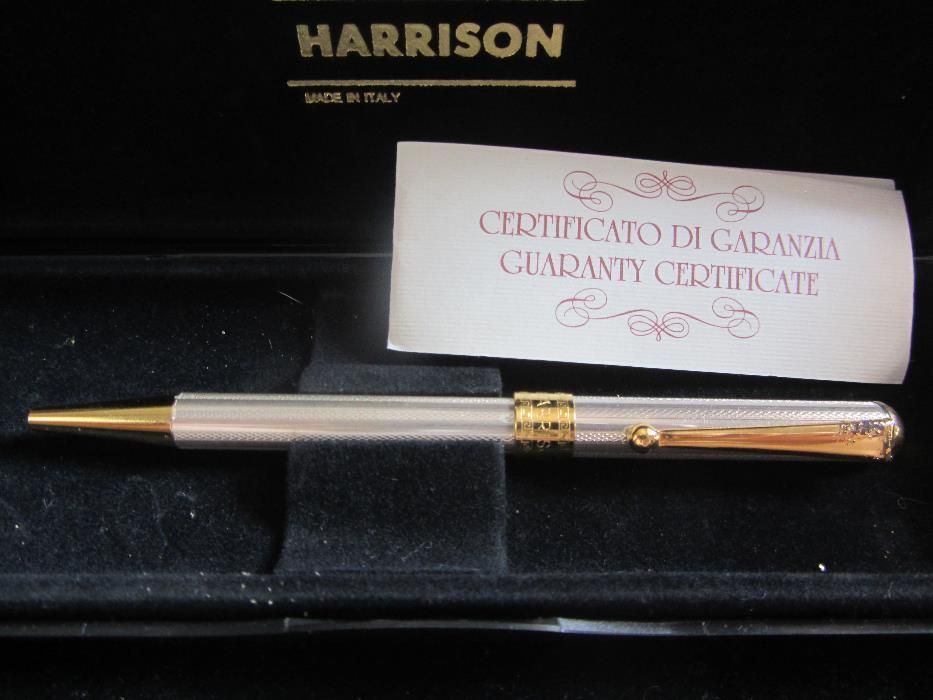 HARRISON
MADE IN ITALY
CERTIFICATO DI GARANZIA
GUARANTY CERTIFICATE